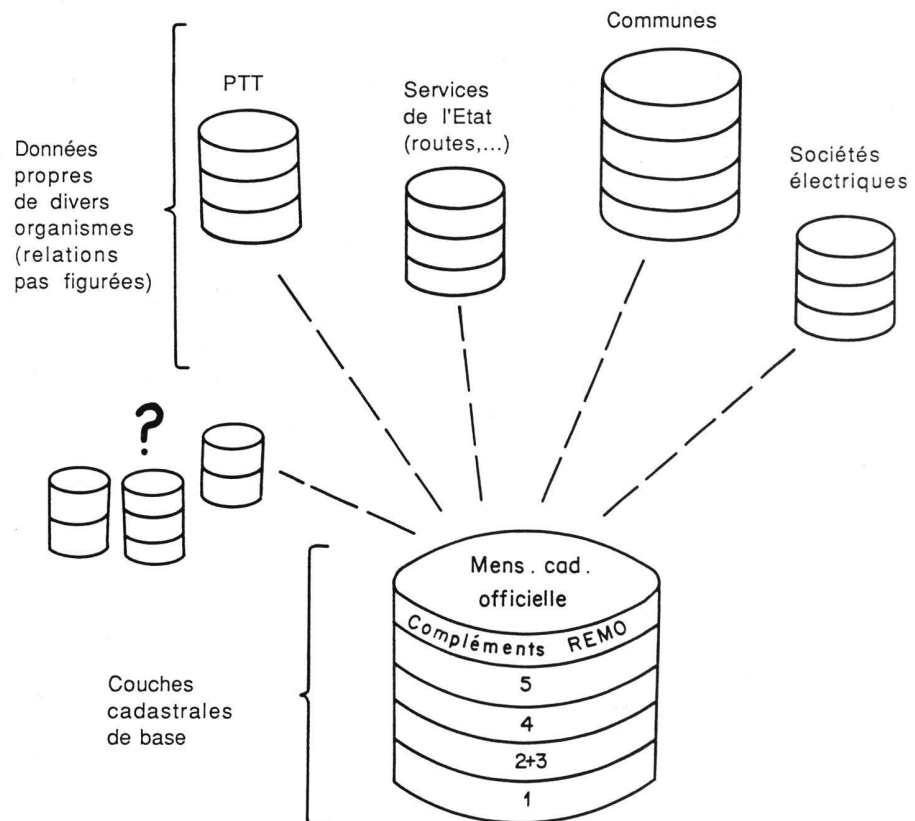 Communes
PTT
Services
de l'Etat
(routes,...)
Sociétés
électriques
Données
propres
de divers
organismes
(relations
pas figurées)
?
Mens. cad.
officielle
Compléments REMO
5
4
2+3
1
Couches
cadastrales
de base